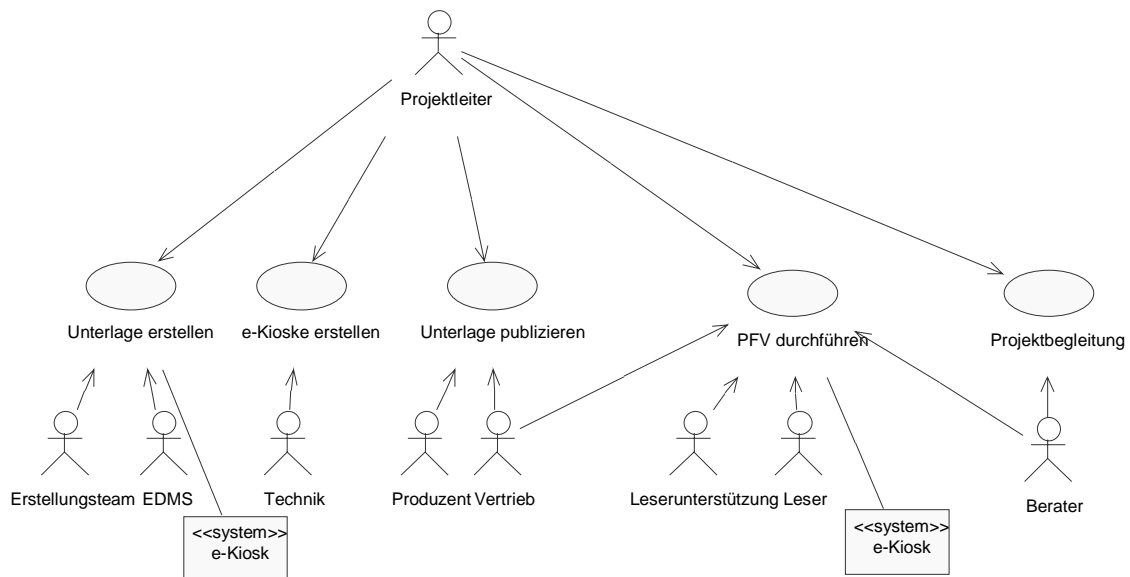 Projektleiter
Unterlage erstellen
e-Kioske erstellen
Unterlage publizieren
PFV durchführen
Projektbegleitung
Erstellungsteam
EDMS
Technik
Produzent
Vertrieb
Leserunterstützung
Leser
Berater
<<system>>
e-Kiosk
<<system>>
e-Kiosk